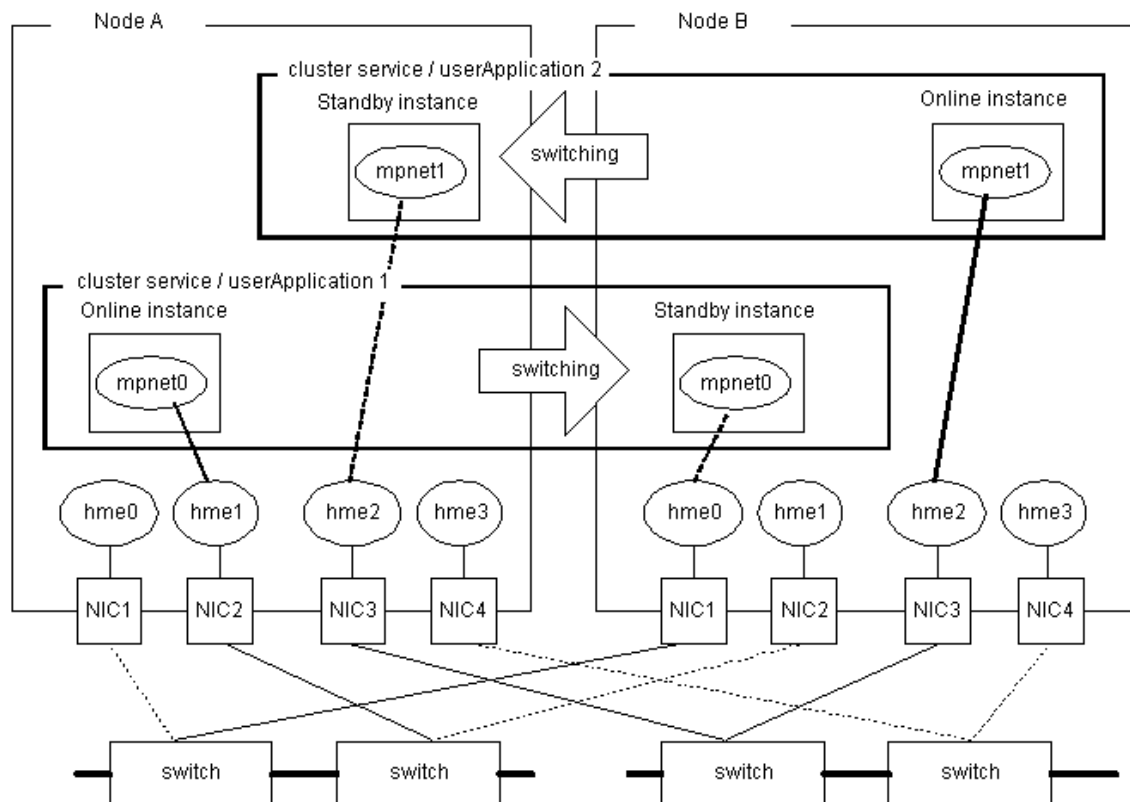 Node A
Node B
cluster service / userApplication 2
Standby instance
Online instance
mpnet1
switching
mpnet1
cluster service / userApplication 1
Online instance
Standby instance
mpnet0
switching
mpnet0
hme0
hme1
hme2
hme3
hme0
hme1
hme2
hme3
NIC1
NIC2
NIC3
NIC4
NIC1
NIC2
NIC3
NIC4
switch
switch
switch
switch